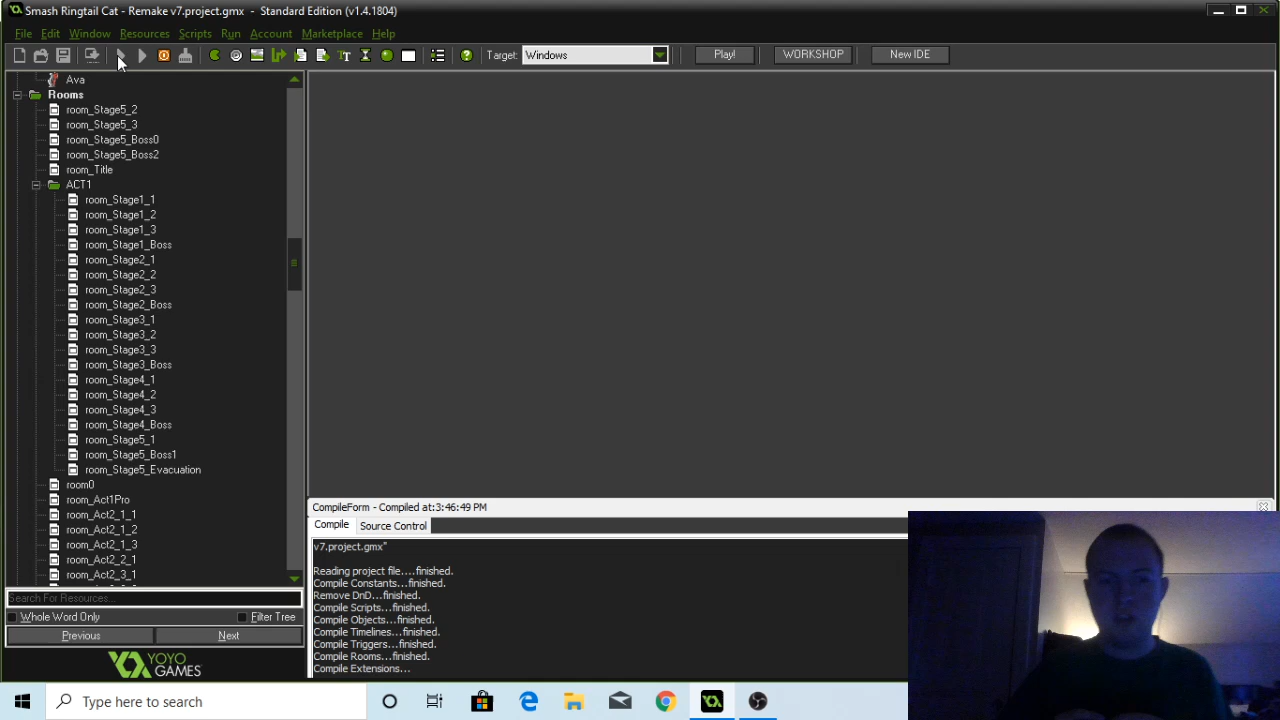 Smash Ringtail Cat - Remake v7.project.gmx - Standard Edition (v1.4.1804)
File Edit Window Resources Scripts Run Account Marketplace Help
Target: Windows Play! WORKSHOP New IDE
Ava
Rooms
room_Stage5_2
room_Stage5_3
room_Stage5_Boss0
room_Stage5_Boss2
room_Title
ACT1
room_Stage1_1
room_Stage1_2
room_Stage1_3
room_Stage1_Boss
room_Stage2_1
room_Stage2_2
room_Stage2_3
room_Stage2_Boss
room_Stage3_1
room_Stage3_2
room_Stage3_3
room_Stage3_Boss
room_Stage4_1
room_Stage4_2
room_Stage4_3
room_Stage4_Boss
room_Stage5_1
room_Stage5_Boss1
room_Stage5_Evacuation
room0
room_Act1Pro
room_Act2_1_1
room_Act2_1_2
room_Act2_1_3
room_Act2_2_1
room_Act2_3_1
Search For Resources...
Whole Word Only Filter Tree
Previous Next
YOYO
GAMES
CompileForm - Compiled at:3:46:49 PM
Compile Source Control
v7.project.gmx"
Reading project file....finished.
Compile Constants...finished.
Remove DnD...finished.
Compile Scripts...finished.
Compile Objects...finished.
Compile Timelines...finished.
Compile Triggers...finished.
Compile Rooms...finished.
Compile Extensions...
Type here to search